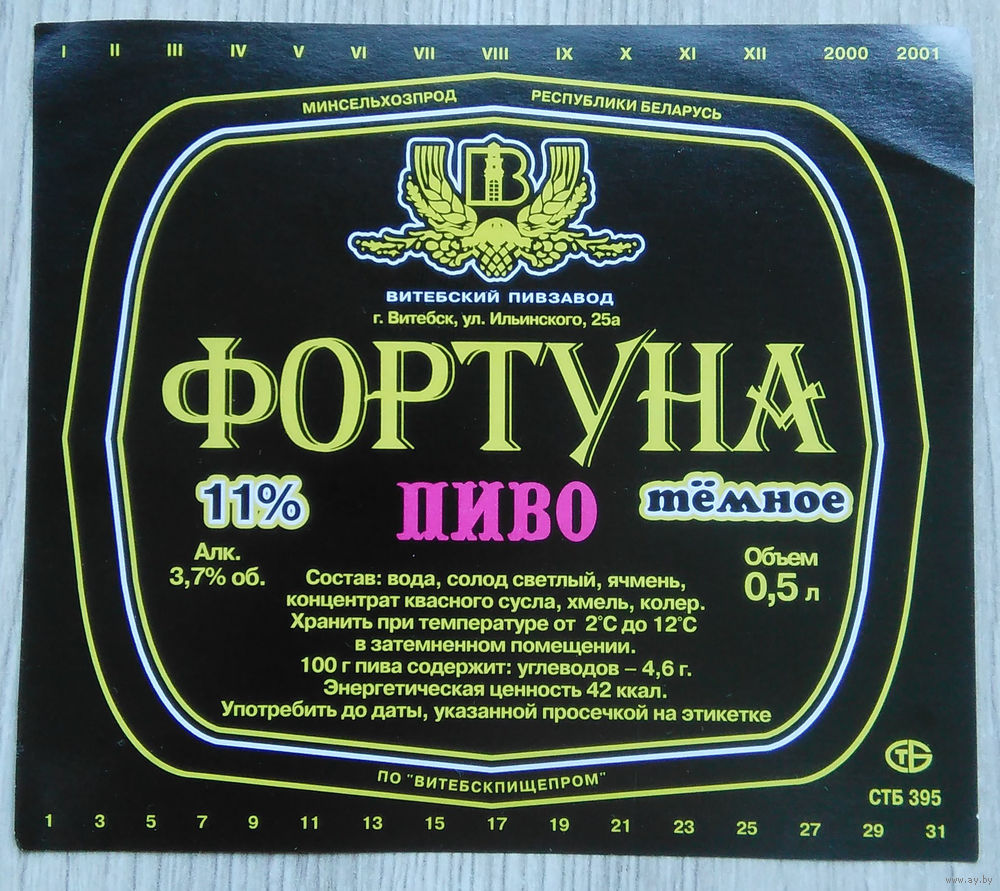 I II III IV V VI VII VIII IX X XI XII 2000 2001
МИНСЕЛЬХОЗПРОД РЕСПУБЛИКИ БЕЛАРУСЬ
В
ВИТЕБСКИЙ ПИВЗАВОД
г. Витебск, ул. Ильинского, 25а
ФОРТУНА
11% ПИВО тёмное
Алк.
3,7% об.
Объем
0,5 л
Состав: вода, солод светлый, ячмень,
концентрат квасного сусла, хмель, колер.
Хранить при температуре от 2°С до 12°С
в затемненном помещении.
100 г пива содержит: углеводов – 4,6 г.
Энергетическая ценность 42 ккал.
Употребить до даты, указанной просечкой на этикетке
ПО "ВИТЕБСКПИЩЕПРОМ"
СТБ
СТБ 395
1 3 5 7 9 11 13 15 17 19 21 23 25 27 29 31
www.ay.by